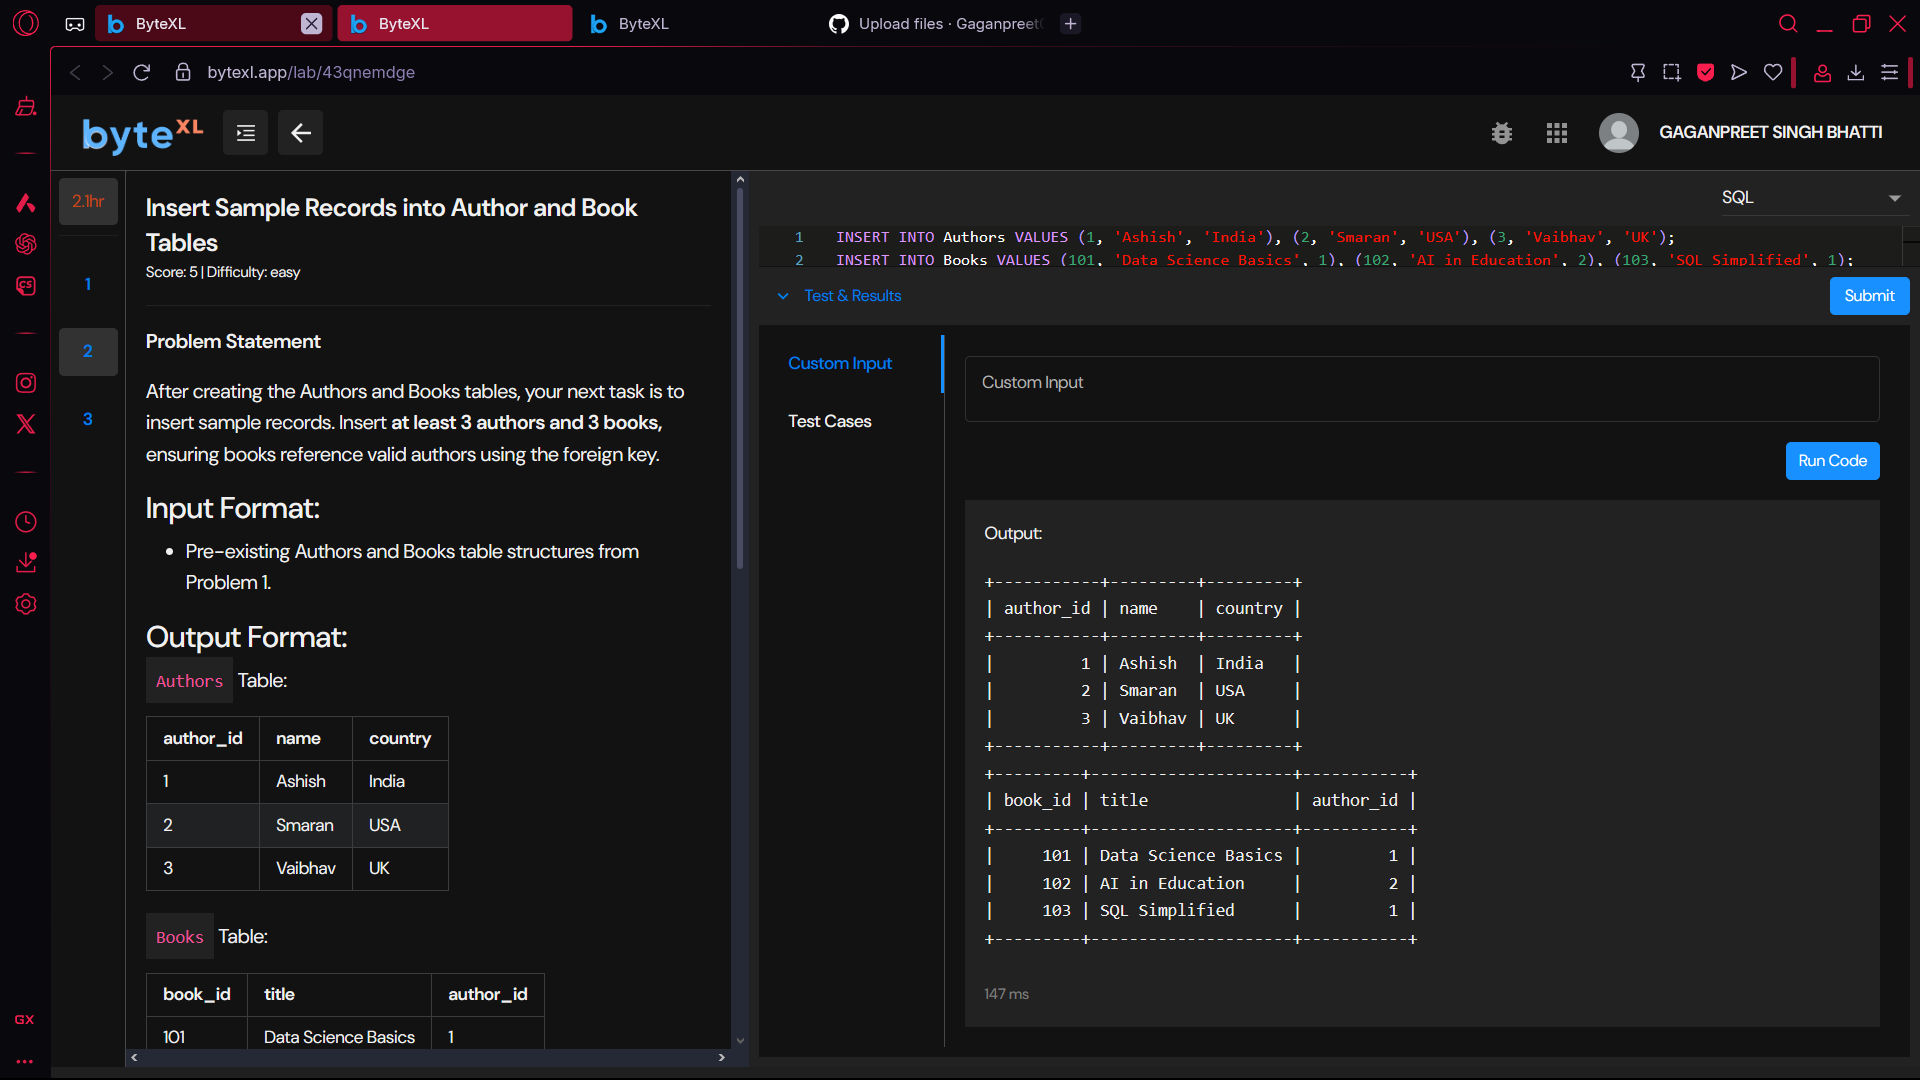 ByteXL
ByteXL
ByteXL
Upload files · Gaganpreet
bytexl.app/lab/43qnemdge
byteXL
GAGANPREET SINGH BHATTI
2.1hr
1
2
3
Insert Sample Records into Author and Book
Tables
Score: 5 | Difficulty: easy
Problem Statement
After creating the Authors and Books tables, your next task is to
insert sample records. Insert at least 3 authors and 3 books,
ensuring books reference valid authors using the foreign key.
Input Format:
• Pre-existing Authors and Books table structures from
Problem 1.
Output Format:
Authors Table:
author_id name country
1 Ashish India
2 Smaran USA
3 Vaibhav UK
Books Table:
book_id title author_id
101 Data Science Basics 1
SQL
1 INSERT INTO Authors VALUES (1, 'Ashish', 'India'), (2, 'Smaran', 'USA'), (3, 'Vaibhav', 'UK');
2 INSERT INTO Books VALUES (101, 'Data Science Basics', 1), (102, 'AI in Education', 2), (103, 'SQL Simplified', 1);
Test & Results
Submit
Custom Input
Test Cases
Custom Input
Run Code
Output:
+-----------+---------+---------+
| author_id | name    | country |
+-----------+---------+---------+
|         1 | Ashish  | India   |
|         2 | Smaran  | USA     |
|         3 | Vaibhav | UK      |
+-----------+---------+---------+
+---------+---------------------+-----------+
| book_id | title               | author_id |
+---------+---------------------+-----------+
|     101 | Data Science Basics |         1 |
|     102 | AI in Education     |         2 |
|     103 | SQL Simplified      |         1 |
+---------+---------------------+-----------+
147 ms
GX